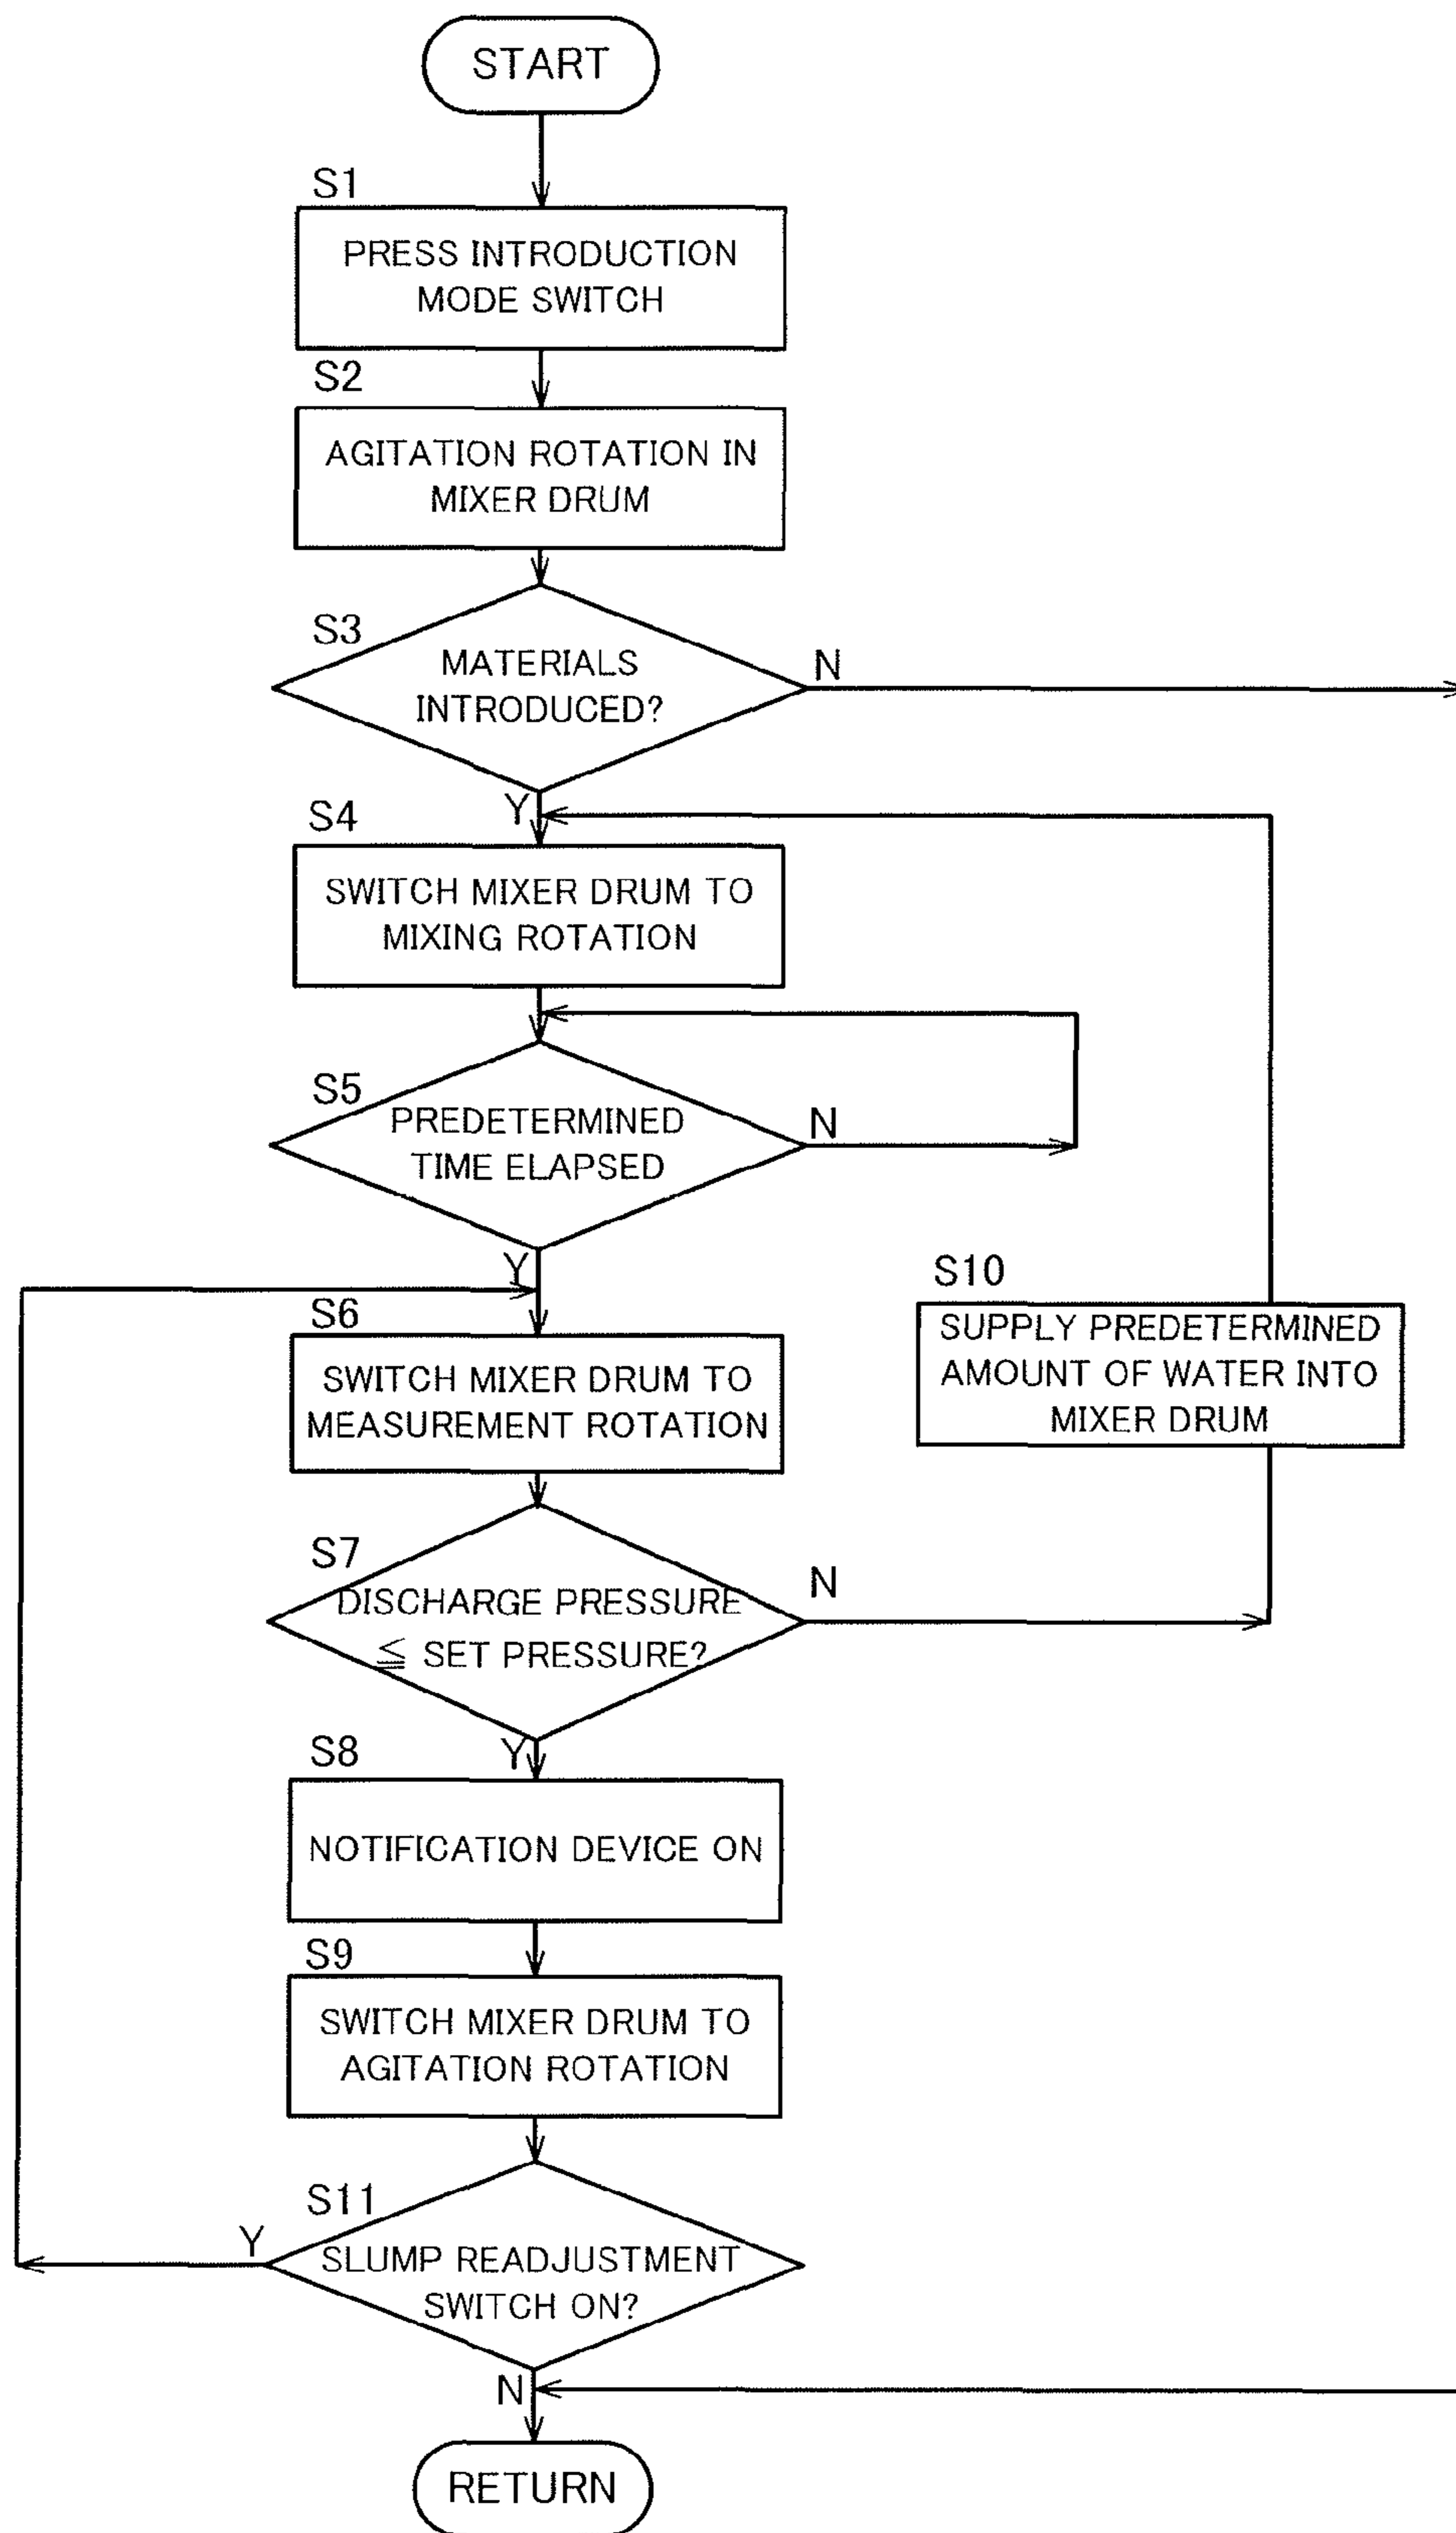 START
S1
PRESS INTRODUCTION
MODE SWITCH
S2
AGITATION ROTATION IN
MIXER DRUM
S3
MATERIALS
INTRODUCED?
N
Y
S4
SWITCH MIXER DRUM TO
MIXING ROTATION
S5
PREDETERMINED
TIME ELAPSED
N
Y
S6
SWITCH MIXER DRUM TO
MEASUREMENT ROTATION
S10
SUPPLY PREDETERMINED
AMOUNT OF WATER INTO
MIXER DRUM
S7
DISCHARGE PRESSURE
≦ SET PRESSURE?
N
Y
S8
NOTIFICATION DEVICE ON
S9
SWITCH MIXER DRUM TO
AGITATION ROTATION
S11
Y
SLUMP READJUSTMENT
SWITCH ON?
N
RETURN